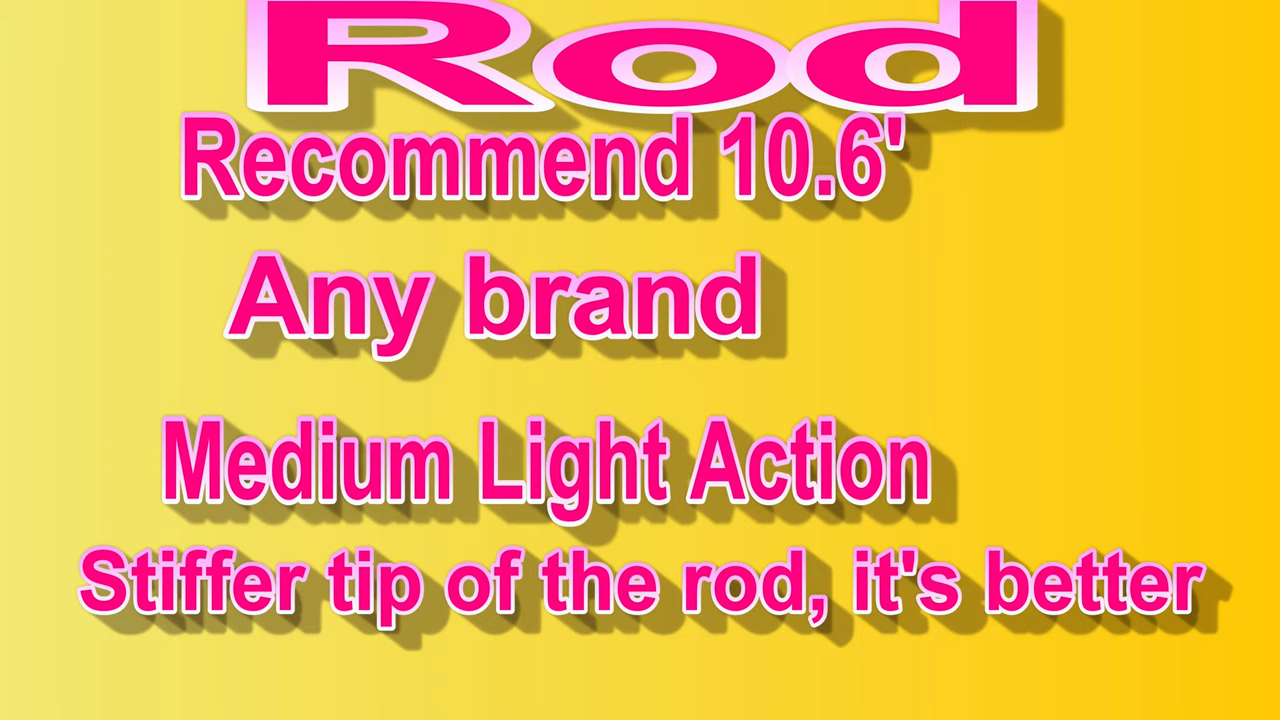 Rod
Recommend 10.6'
Any brand
Medium Light Action
Stiffer tip of the rod, it's better